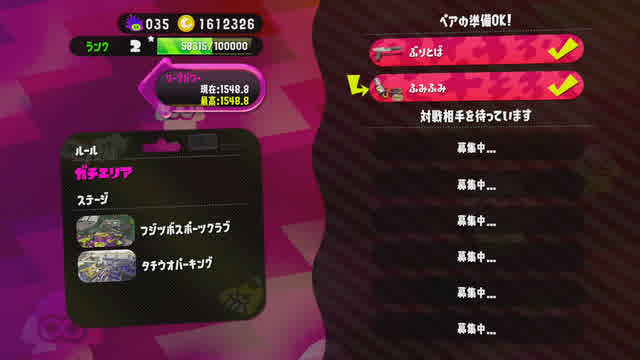 035 1612326
ランク 2★ 58315/100000
リーグパワー
現在:1548.8
最高:1548.8
ルール
ガチエリア
ステージ
フジツボスポーツクラブ
タチウオパーキング
ペアの準備OK!
ぷりとぱ
ふみふみ
対戦相手を待っています
募集中…
募集中…
募集中…
募集中…
募集中…
募集中…